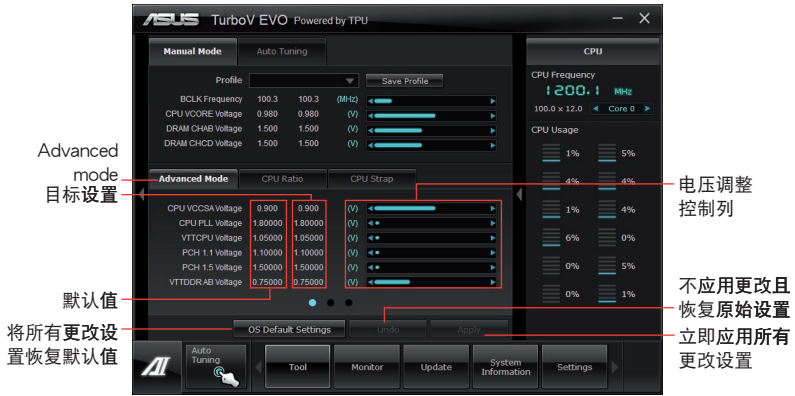 ASUS TurboV EVO Powered by TPU
Manual Mode Auto Tuning
Profile Save Profile
BCLK Frequency 100.3 100.3 (MHz)
CPU VCORE Voltage 0.980 0.980 (V)
DRAM CHAB Voltage 1.500 1.500 (V)
DRAM CHCD Voltage 1.500 1.500 (V)
Advanced Mode CPU Ratio CPU Strap
CPU VCCSA Voltage 0.900 0.900 (V)
CPU PLL Voltage 1.80000 1.80000 (V)
VTTCPU Voltage 1.05000 1.05000 (V)
PCH 1.1 Voltage 1.10000 1.10000 (V)
PCH 1.5 Voltage 1.50000 1.50000 (V)
VTTDDR AB Voltage 0.75000 0.75000 (V)
OS Default Settings Undo Apply
CPU
CPU Frequency
1200.1 MHz
100.0 x 12.0 Core 0
CPU Usage
1% 5%
4% 4%
1% 4%
6% 0%
0% 5%
0% 1%
Auto
Tuning
Tool Monitor Update System
Information Settings
Advanced
mode
目标设置
默认值
将所有更改设
置恢复默认值
电压调整
控制列
不应用更改且
恢复原始设置
立即应用所有
更改设置